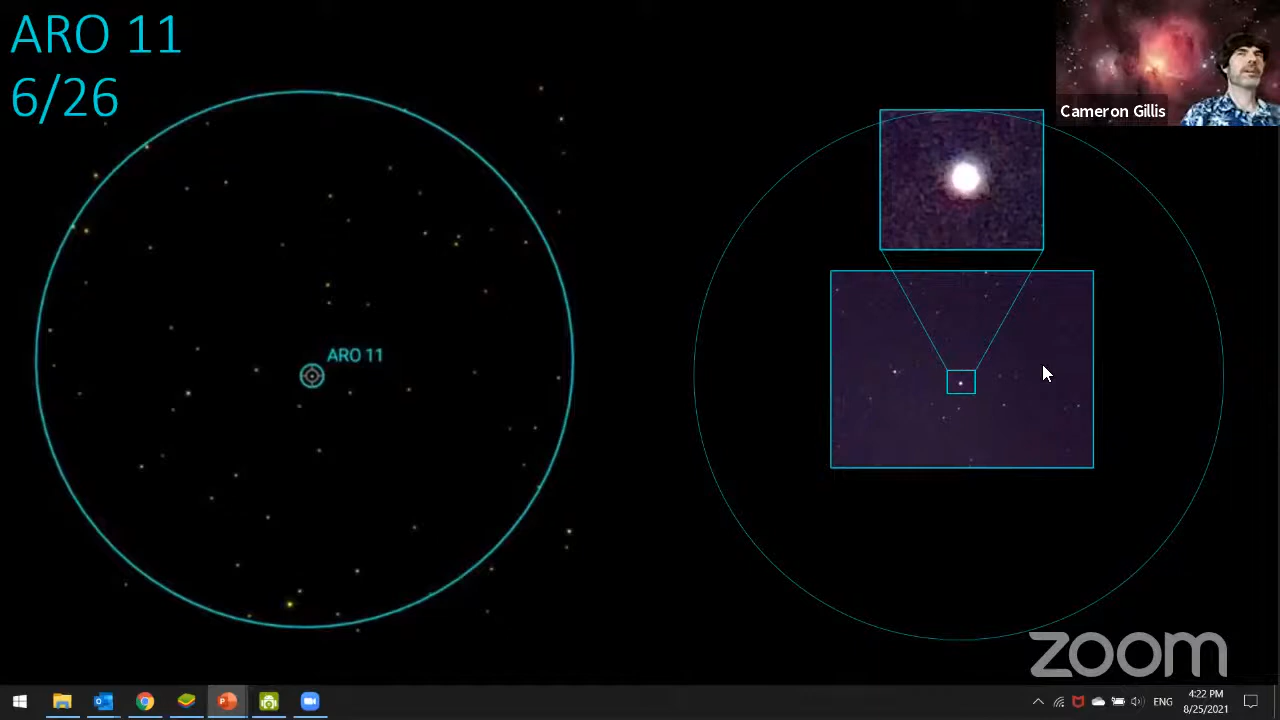 ARO 11
6/26
Cameron Gillis
ARO 11
zoom
ENG
4:22 PM
8/25/2021